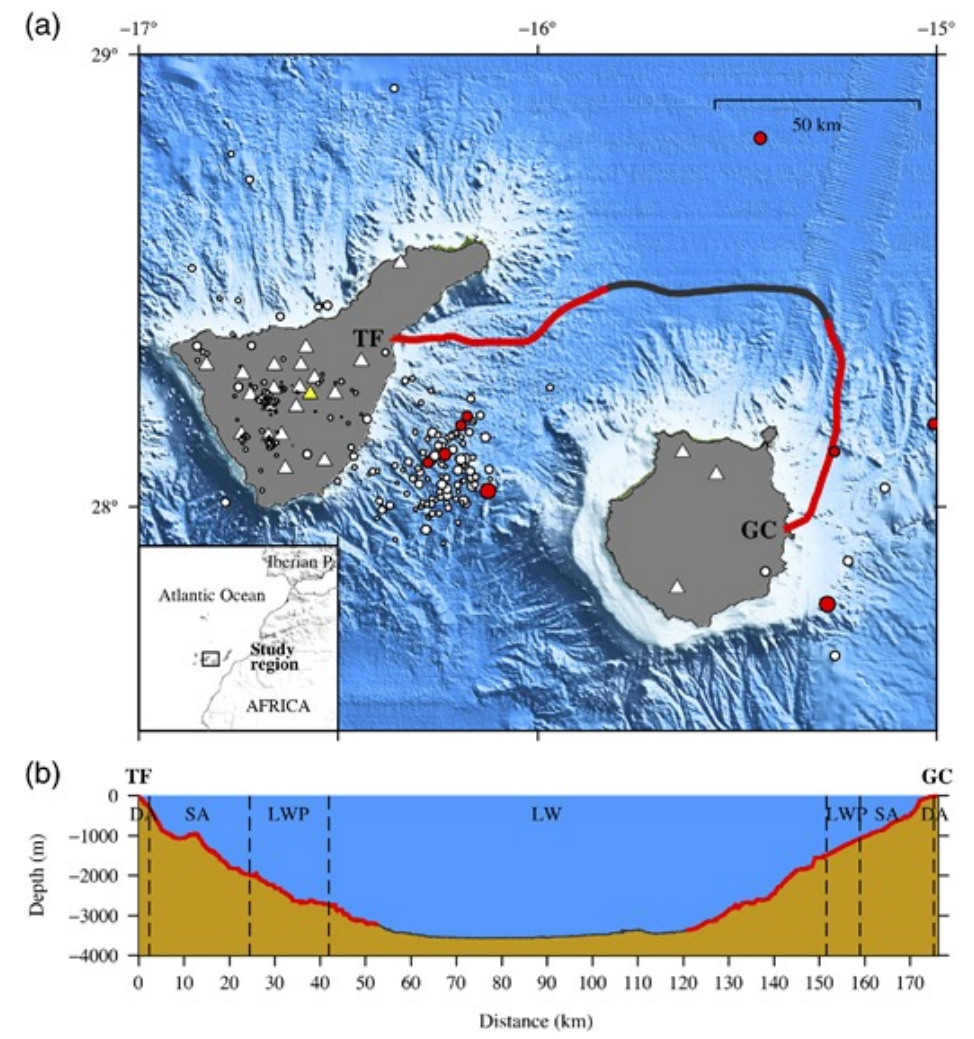 (a)
−17° −16° −15°
29°
50 km
TF
28°
GC
Iberian P.
Atlantic Ocean
Study
region
AFRICA
(b)
TF GC
0
DA SA LWP LW LWP SA DA
−1000
−2000
−3000
−4000
Depth (m)
0 10 20 30 40 50 60 70 80 90 100 110 120 130 140 150 160 170
Distance (km)